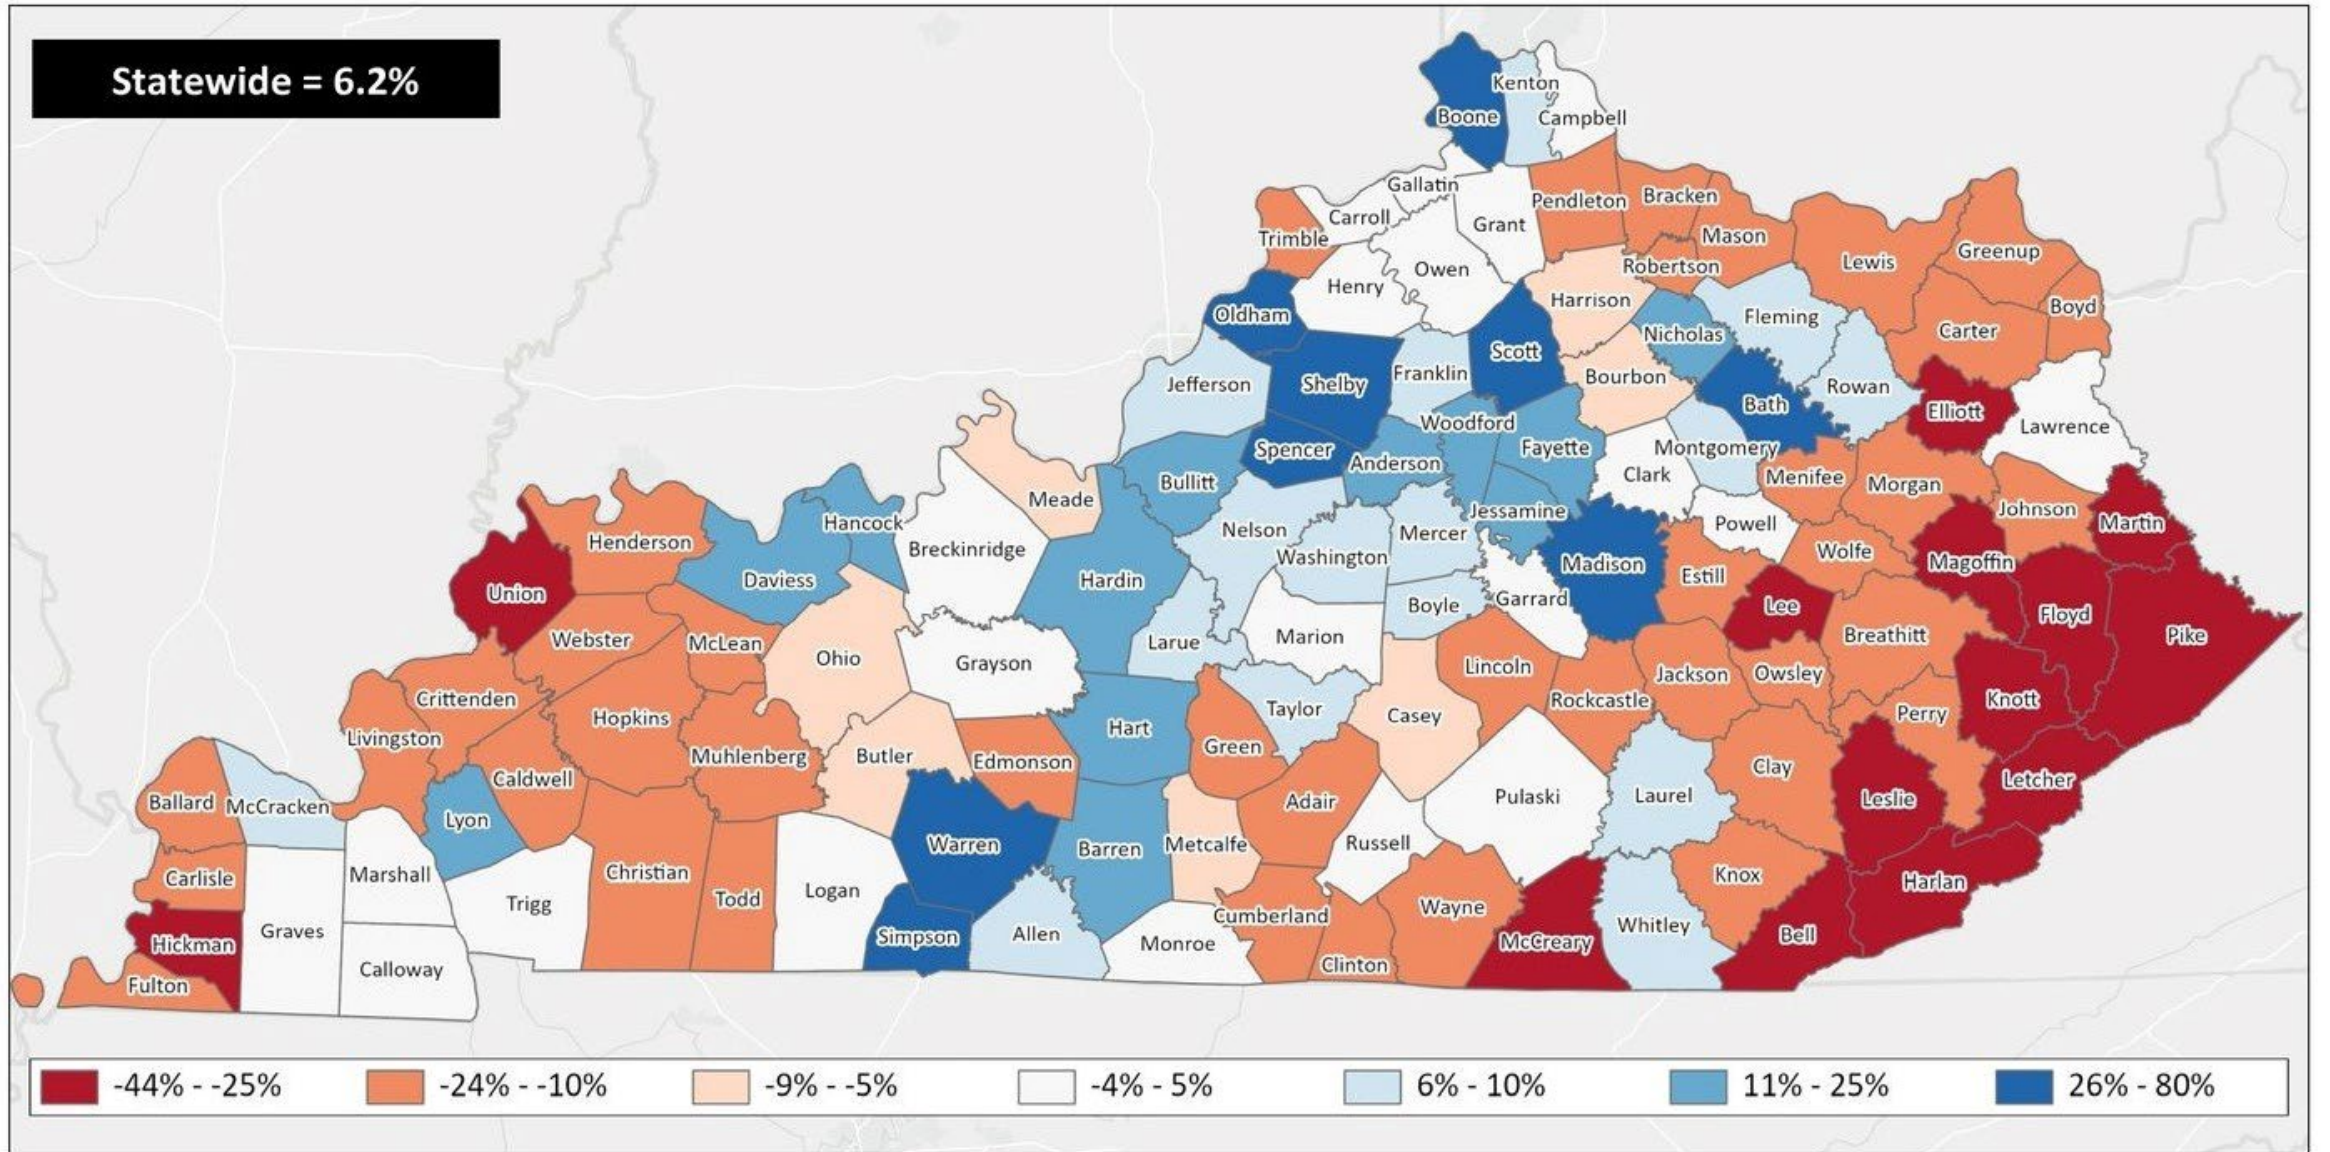 Statewide = 6.2%
Kenton
Boone
Campbell
Gallatin
Carroll
Grant
Pendleton
Bracken
Trimble
Owen
Mason
Robertson
Lewis
Greenup
Henry
Harrison
Boyd
Oldham
Nicholas
Fleming
Carter
Scott
Jefferson
Shelby
Franklin
Bourbon
Rowan
Bath
Elliott
Lawrence
Woodford
Spencer
Anderson
Fayette
Montgomery
Clark
Bullitt
Menifee
Morgan
Meade
Hancock
Nelson
Mercer
Jessamine
Powell
Johnson
Martin
Henderson
Breckinridge
Washington
Wolfe
Magoffin
Daviess
Hardin
Madison
Estill
Union
Boyle
Garrard
Lee
Floyd
Webster
McLean
Larue
Marion
Breathitt
Pike
Ohio
Grayson
Lincoln
Jackson
Owsley
Crittenden
Hopkins
Rockcastle
Knott
Livingston
Hart
Taylor
Casey
Perry
Muhlenberg
Butler
Edmonson
Green
Clay
Caldwell
Letcher
Ballard
McCracken
Lyon
Adair
Pulaski
Laurel
Leslie
Warren
Barren
Metcalfe
Russell
Carlisle
Marshall
Christian
Todd
Logan
Knox
Harlan
Trigg
Cumberland
Wayne
Hickman
Graves
Simpson
Allen
Monroe
McCreary
Whitley
Bell
Fulton
Calloway
Clinton
-44% - -25%
-24% - -10%
-9% - -5%
-4% - 5%
6% - 10%
11% - 25%
26% - 80%